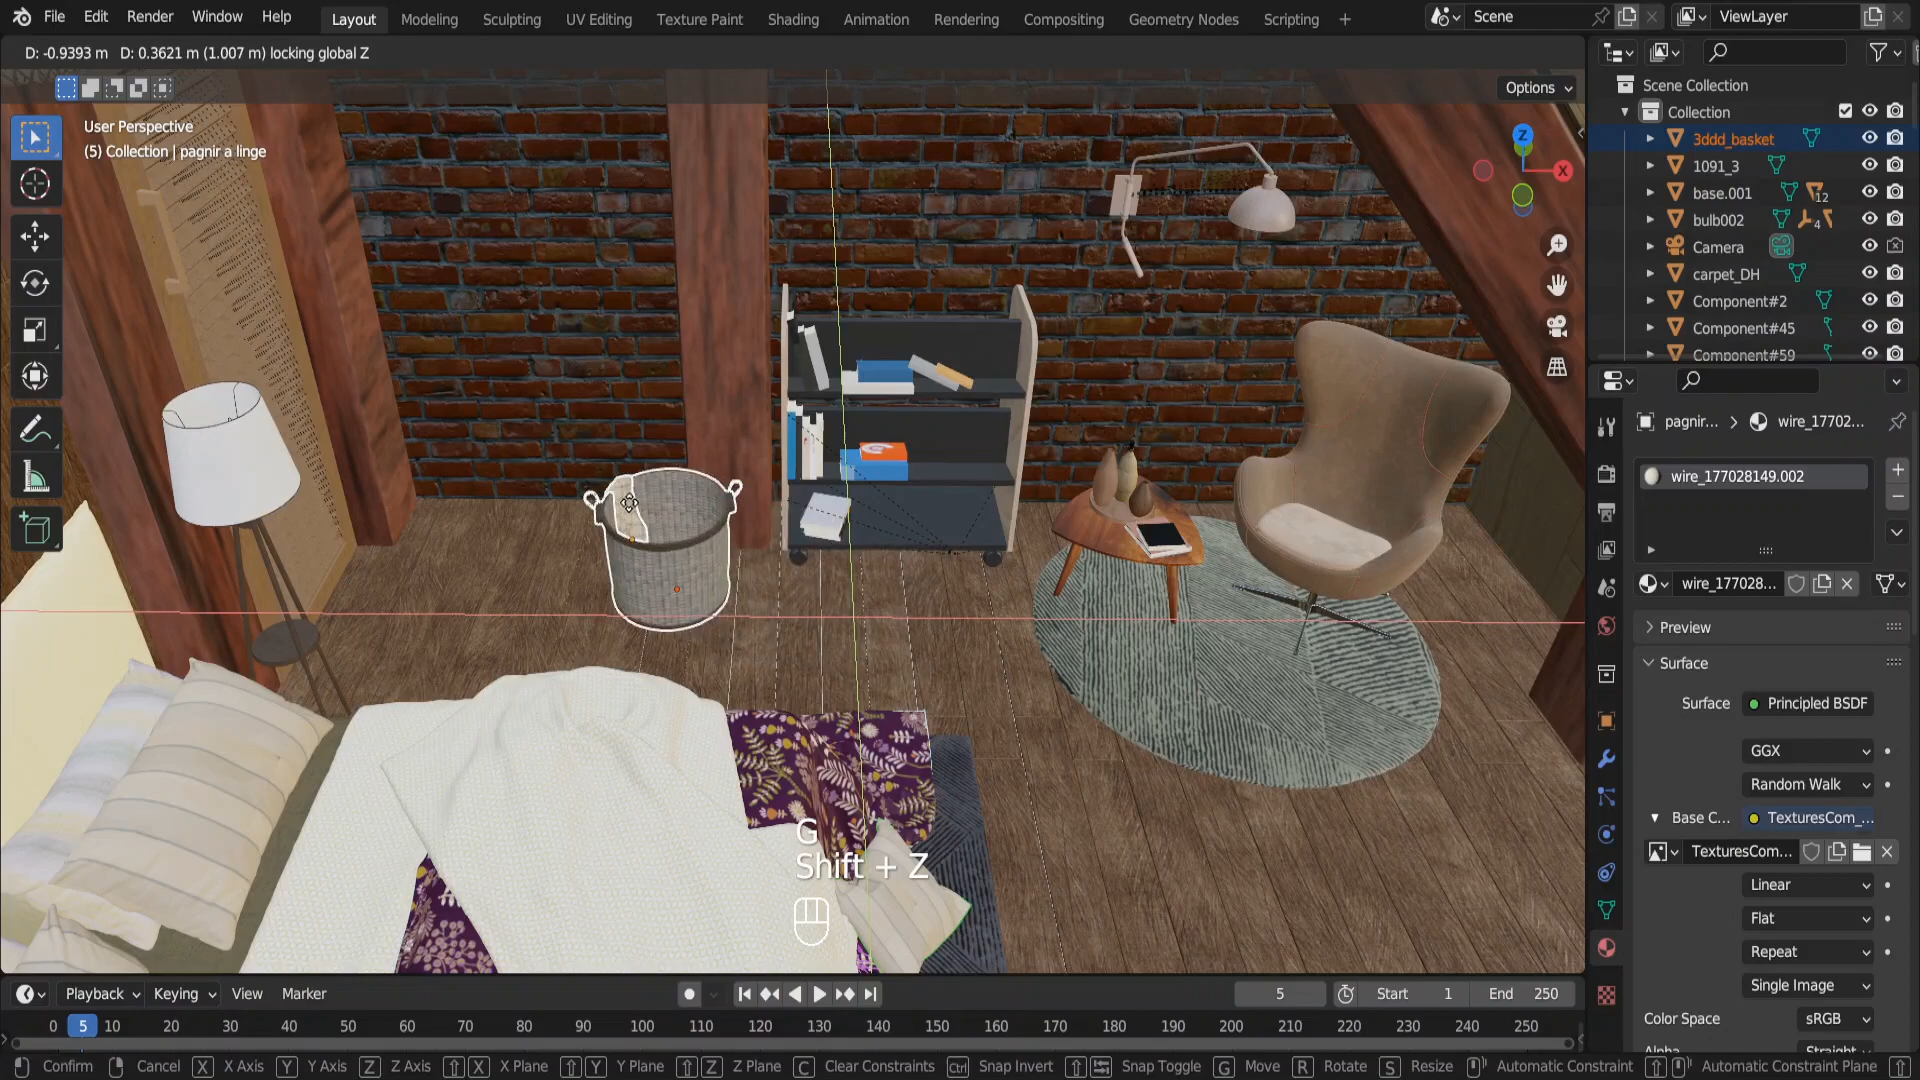 File Edit Render Window Help Layout Modeling Sculpting UV Editing Texture Paint Shading Animation Rendering Compositing Geometry Nodes Scripting + Scene ViewLayer
D: -0.9393 m D: 0.3621 m (1.007 m) locking global Z
Options
User Perspective
(5) Collection | pagnir a linge
Z
X
Scene Collection
Collection
3ddd_basket
1091_3
base.001 12
bulb002 4
Camera
carpet_DH
Component#2
Component#45
Component#59
pagnir... > wire_17702...
wire_177028149.002
wire_177028...
Preview
Surface
Surface Principled BSDF
GGX
Random Walk
Base C... TexturesCom_...
TexturesCom...
Linear
Flat
Repeat
Single Image
Color Space sRGB
Alpha Straight
G
Shift + Z
Playback Keying View Marker 5 Start 1 End 250
0 5 10 20 30 40 50 60 70 80 90 100 110 120 130 140 150 160 170 180 190 200 210 220 230 240 250
Confirm Cancel X X Axis Y Y Axis Z Z Axis X X Plane Y Y Plane Z Z Plane C Clear Constraints Ctrl Snap Invert Snap Toggle G Move R Rotate S Resize Automatic Constraint Automatic Constraint Plane